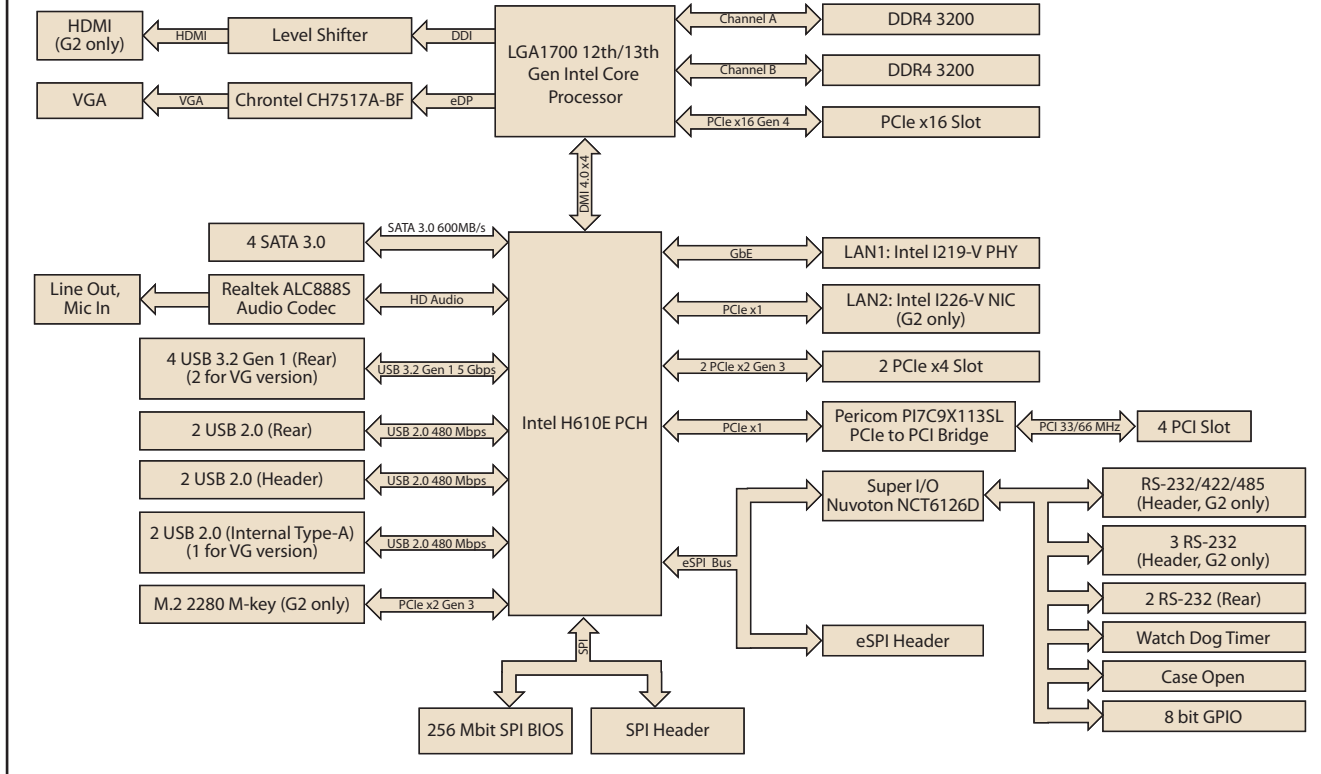 HDMI
(G2 only)
HDMI
Level Shifter
DDI
LGA1700 12th/13th
Gen Intel Core
Processor
Channel A
DDR4 3200
Channel B
DDR4 3200
VGA
VGA
Chrontel CH7517A-BF
eDP
PCIe x16 Gen 4
PCIe x16 Slot
DMI 4.0 x4
4 SATA 3.0
SATA 3.0 600MB/s
Line Out,
Mic In
Realtek ALC888S
Audio Codec
HD Audio
4 USB 3.2 Gen 1 (Rear)
(2 for VG version)
USB 3.2 Gen 1 5 Gbps
2 USB 2.0 (Rear)
USB 2.0 480 Mbps
2 USB 2.0 (Header)
USB 2.0 480 Mbps
2 USB 2.0 (Internal Type-A)
(1 for VG version)
USB 2.0 480 Mbps
M.2 2280 M-key (G2 only)
PCIe x2 Gen 3
Intel H610E PCH
GbE
LAN1: Intel I219-V PHY
PCIe x1
LAN2: Intel I226-V NIC
(G2 only)
2 PCIe x2 Gen 3
2 PCIe x4 Slot
PCIe x1
Pericom PI7C9X113SL
PCIe to PCI Bridge
PCI 33/66 MHz
4 PCI Slot
eSPI Bus
Super I/O
Nuvoton NCT6126D
RS-232/422/485
(Header, G2 only)
3 RS-232
(Header, G2 only)
2 RS-232 (Rear)
Watch Dog Timer
Case Open
8 bit GPIO
eSPI Header
SPI
256 Mbit SPI BIOS
SPI Header